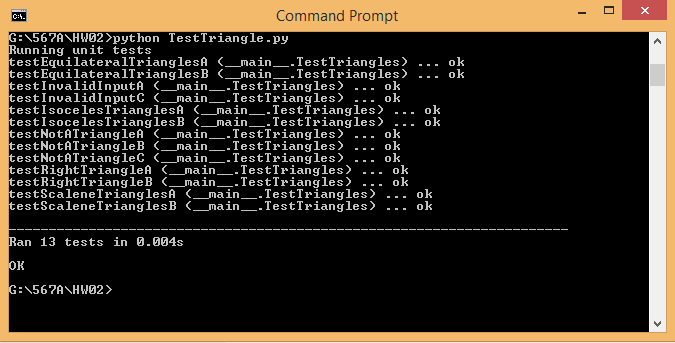 Command Prompt
G:\567A\HW02>python TestTriangle.py
Running unit tests
testEquilateralTrianglesA (__main__.TestTriangles) ... ok
testEquilateralTrianglesB (__main__.TestTriangles) ... ok
testInvalidInputA (__main__.TestTriangles) ... ok
testInvalidInputC (__main__.TestTriangles) ... ok
testIsocelesTrianglesA (__main__.TestTriangles) ... ok
testIsocelesTrianglesB (__main__.TestTriangles) ... ok
testNotATriangleA (__main__.TestTriangles) ... ok
testNotATriangleB (__main__.TestTriangles) ... ok
testNotATriangleC (__main__.TestTriangles) ... ok
testRightTriangleA (__main__.TestTriangles) ... ok
testRightTriangleB (__main__.TestTriangles) ... ok
testScaleneTrianglesA (__main__.TestTriangles) ... ok
testScaleneTrianglesB (__main__.TestTriangles) ... ok
----------------------------------------------------------------------
Ran 13 tests in 0.004s
OK
G:\567A\HW02>